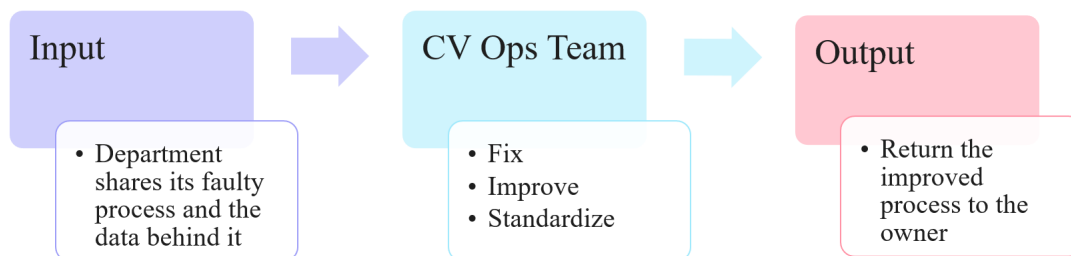 Input
• Department
shares its faulty
process and the
data behind it
CV Ops Team
• Fix
• Improve
• Standardize
Output
• Return the
improved
process to the
owner